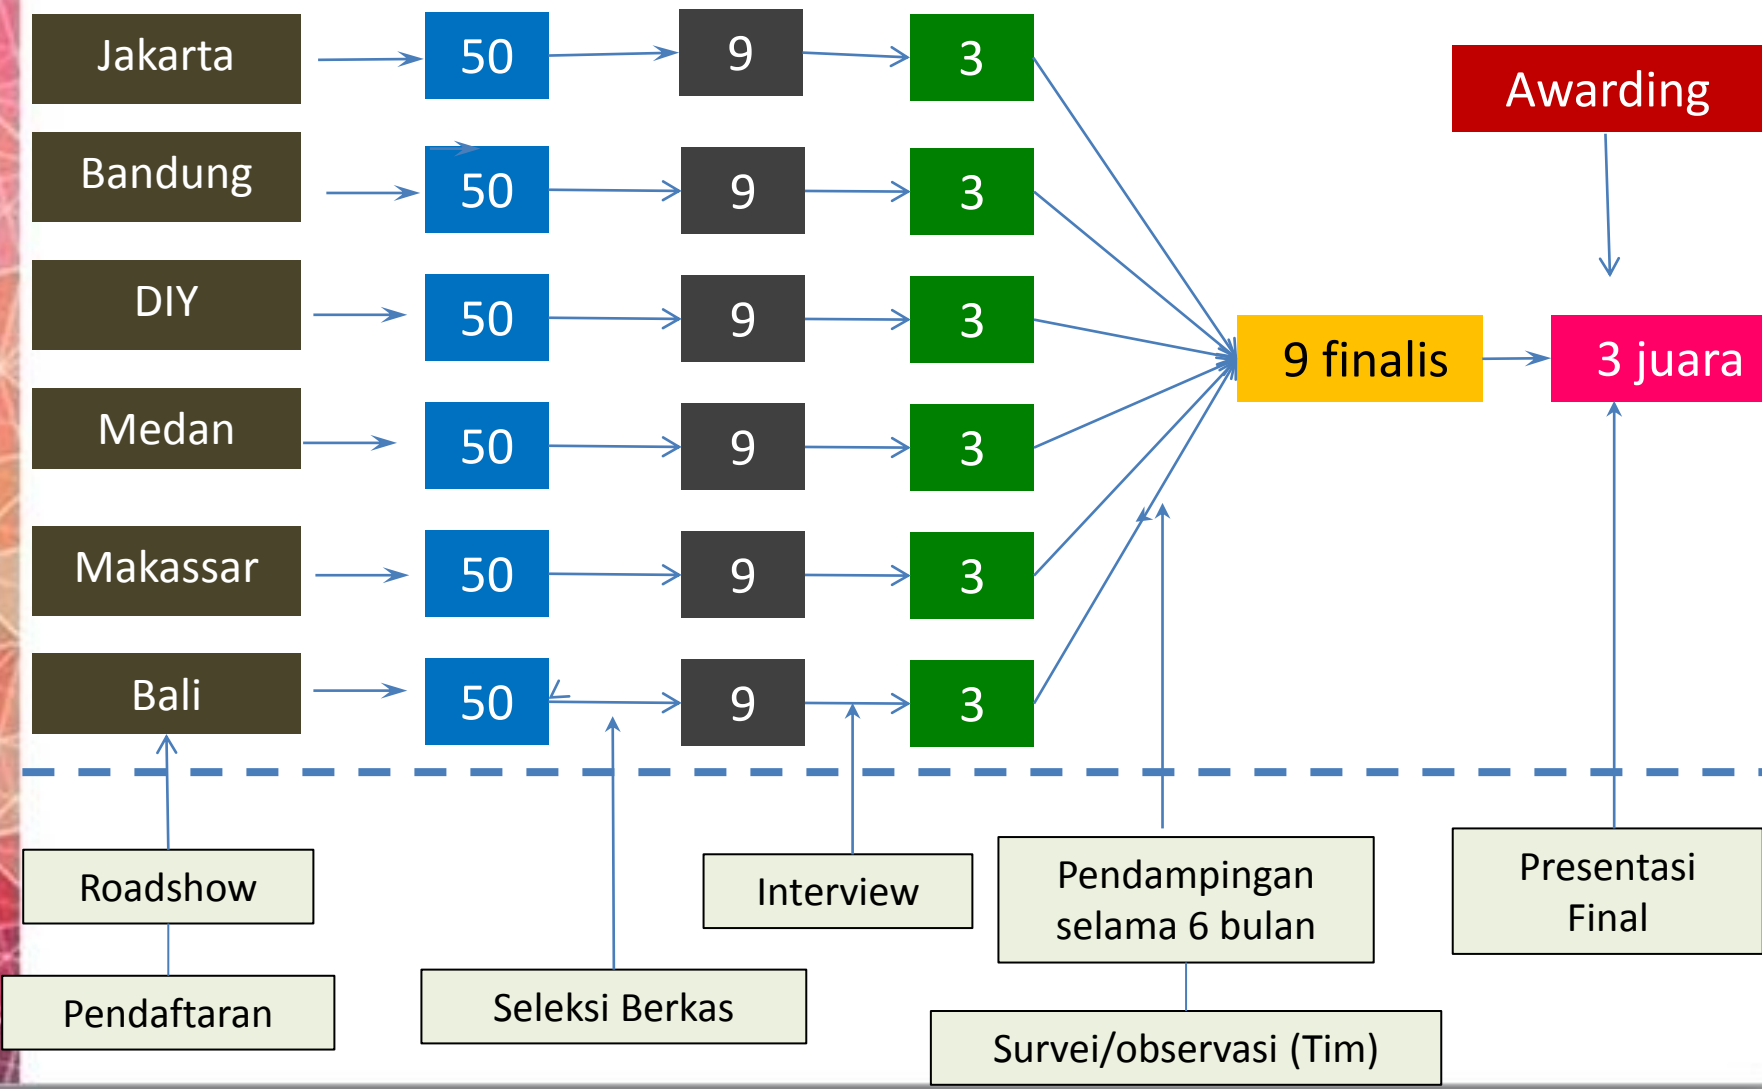 Jakarta
50
9
3
Awarding
Bandung
50
9
3
DIY
50
9
3
9 finalis
3 juara
Medan
50
9
3
Makassar
50
9
3
Bali
50
9
3
Roadshow
Pendaftaran
Seleksi Berkas
Interview
Pendampingan
selama 6 bulan
Survei/observasi (Tim)
Presentasi
Final